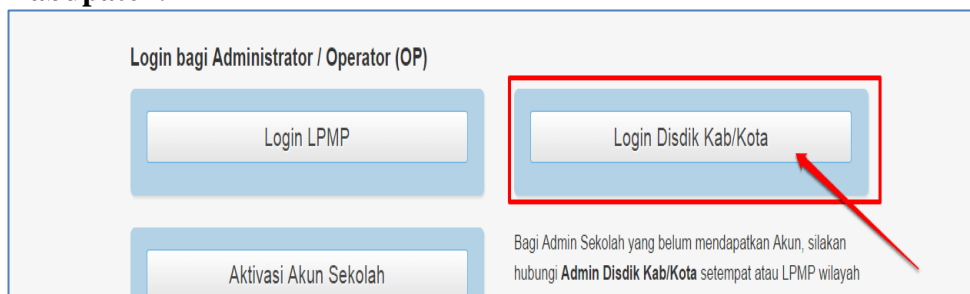 Login bagi Administrator / Operator (OP)
Login LPMP
Login Disdik Kab/Kota
Aktivasi Akun Sekolah
Bagi Admin Sekolah yang belum mendapatkan Akun, silakan
hubungi Admin Disdik Kab/Kota setempat atau LPMP wilayah